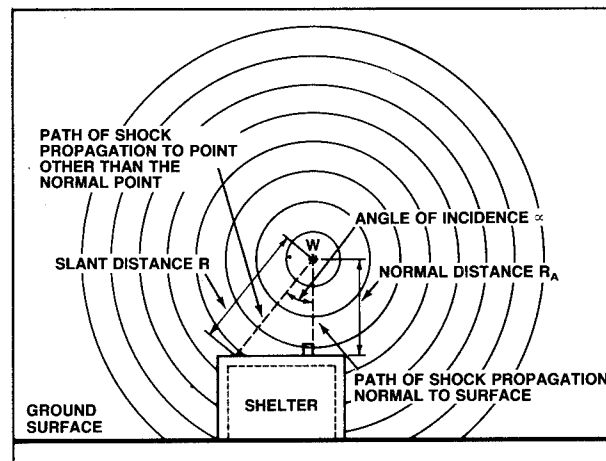 PATH OF SHOCK
PROPAGATION TO POINT
OTHER THAN THE
NORMAL POINT
W
ANGLE OF INCIDENCE ∝
SLANT DISTANCE R
NORMAL DISTANCE R_A
PATH OF SHOCK PROPAGATION
NORMAL TO SURFACE
SHELTER
GROUND
SURFACE